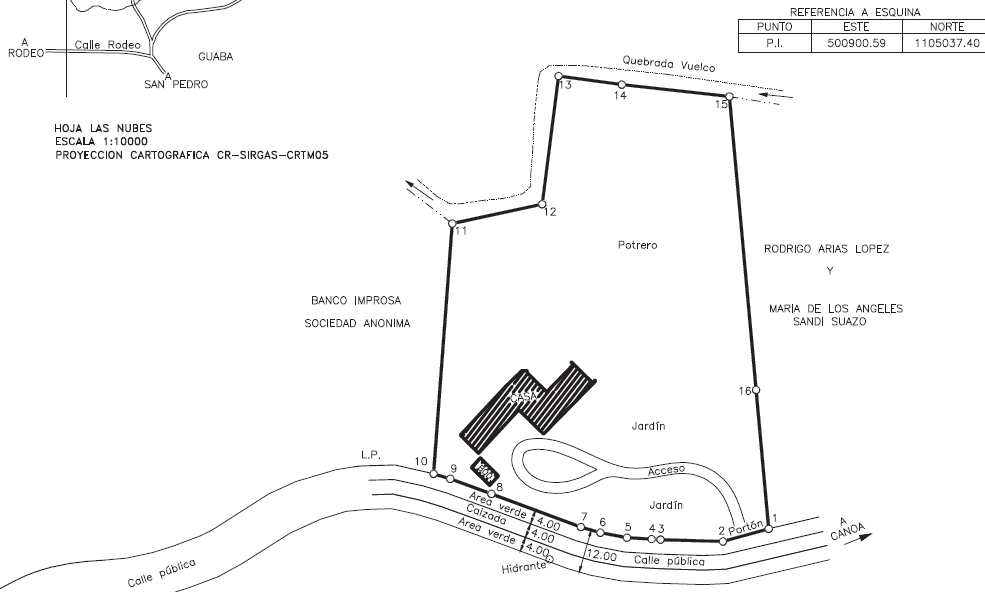 REFERENCIA A ESQUINA
PUNTO ESTE NORTE
P.I. 500900.59 1105037.40
A
RODEO
Calle Rodeo
GUABA
A
SAN PEDRO
HOJA LAS NUBES
ESCALA 1:10000
PROYECCION CARTOGRAFICA CR-SIRGAS-CRTM05
Quebrada Vuelco
13
14
15
12
11
Potrero
RODRIGO ARIAS LOPEZ
Y
MARIA DE LOS ANGELES
SANDI SUAZO
BANCO IMPROSA
SOCIEDAD ANONIMA
16
CASA
Jardín
L.P.
10
9
8
Acceso
Jardín
Area verde
Calzada
Area verde
4.00
4.00
4.00
12.00
7
6
5
4
3
2
Portón
1
A
CANOA
Calle pública
Hidrante
Calle pública